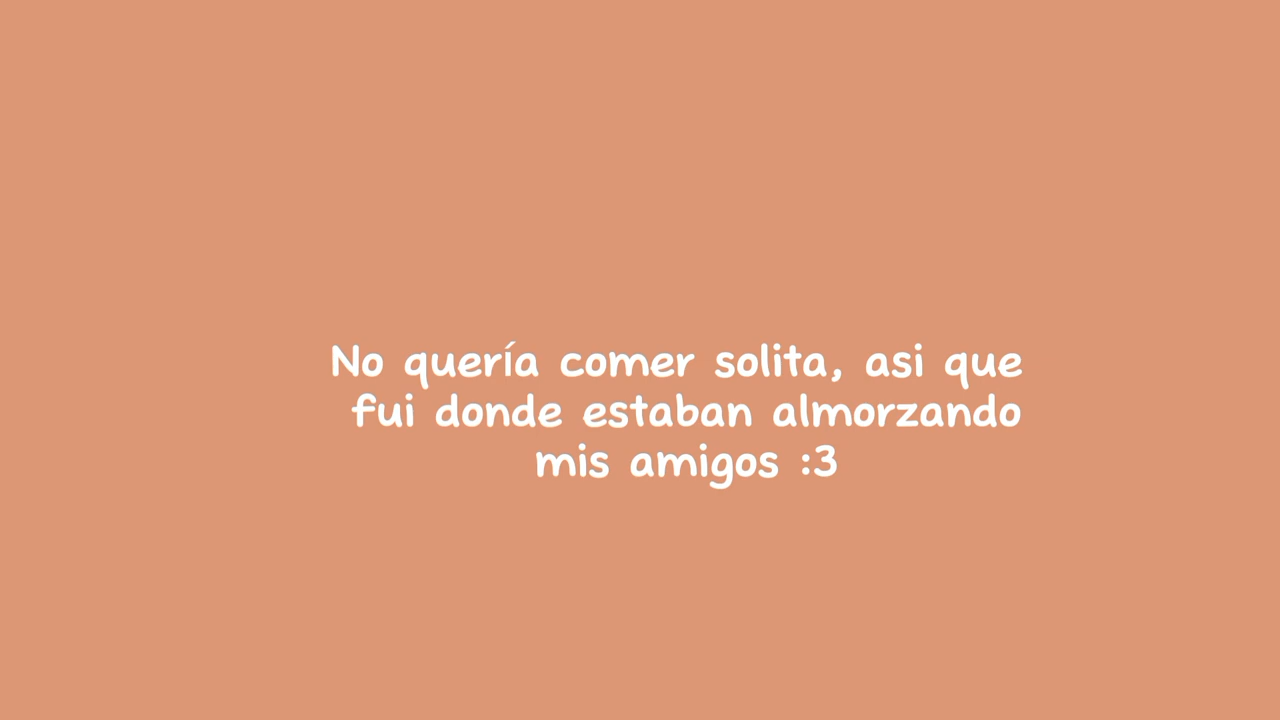 No quería comer solita, asi que
fui donde estaban almorzando
mis amigos :3